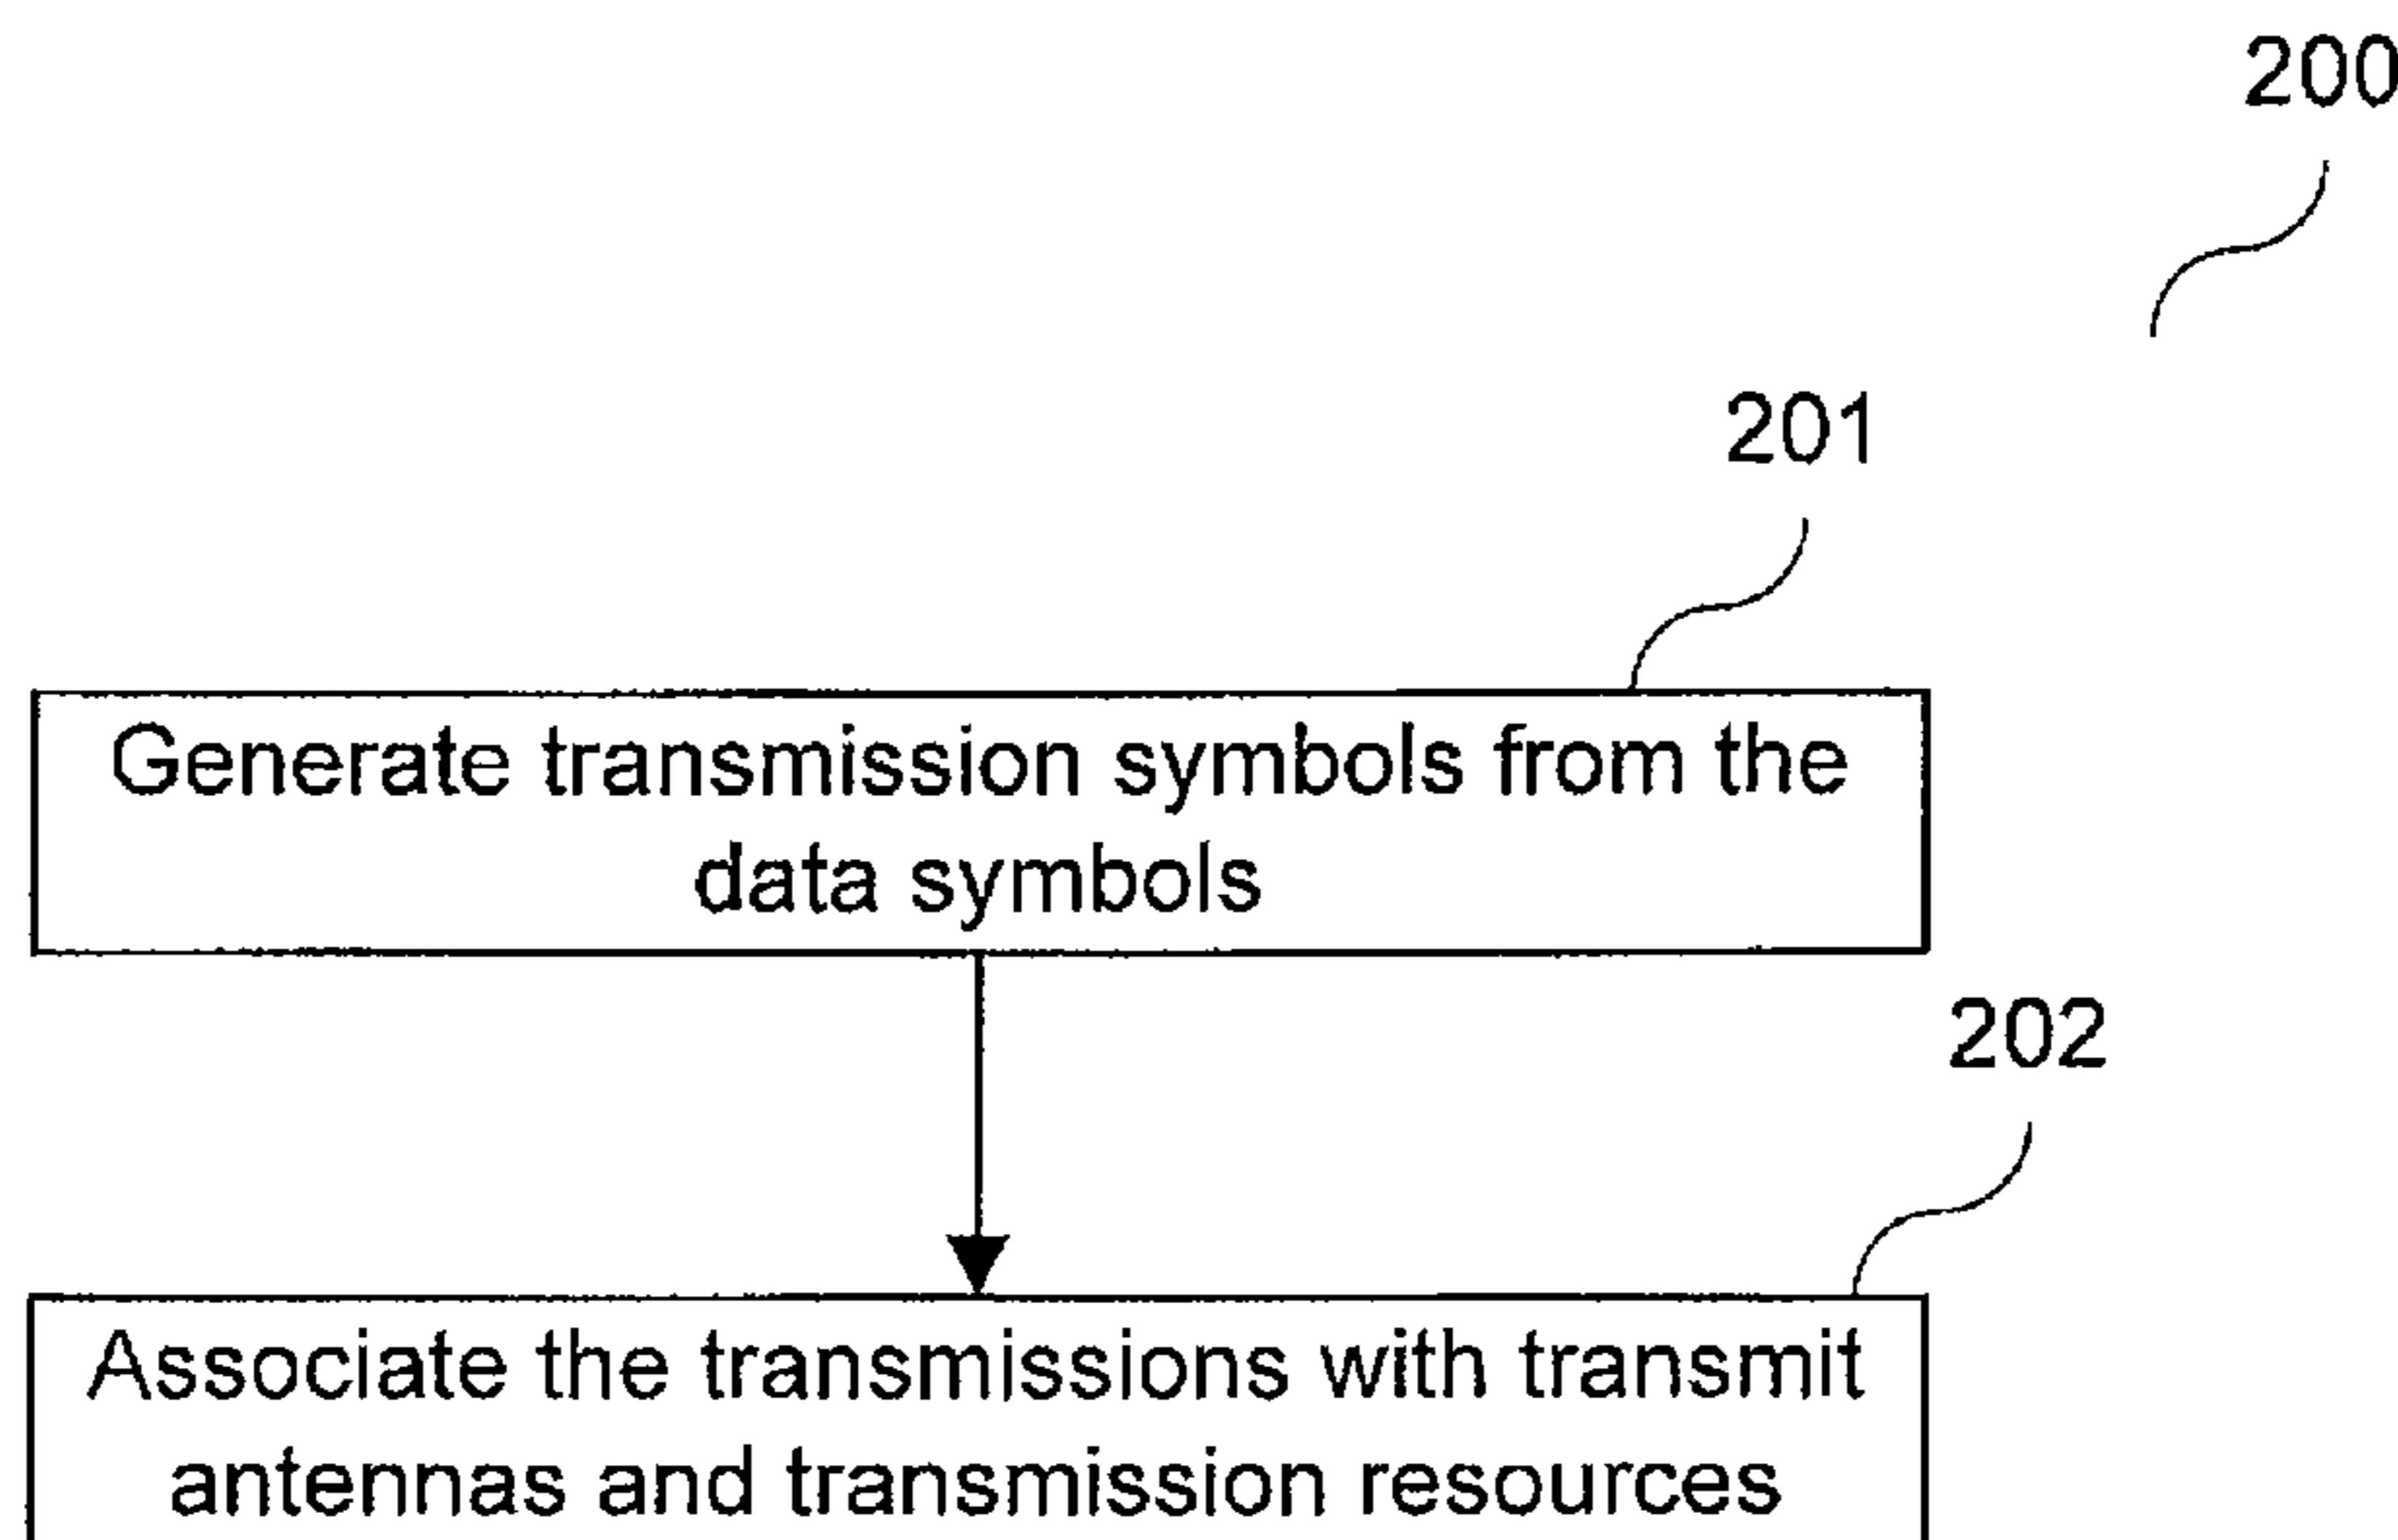 200
201
Generate transmission symbols from the
data symbols
202
Associate the transmissions with transmit
antennas and transmission resources